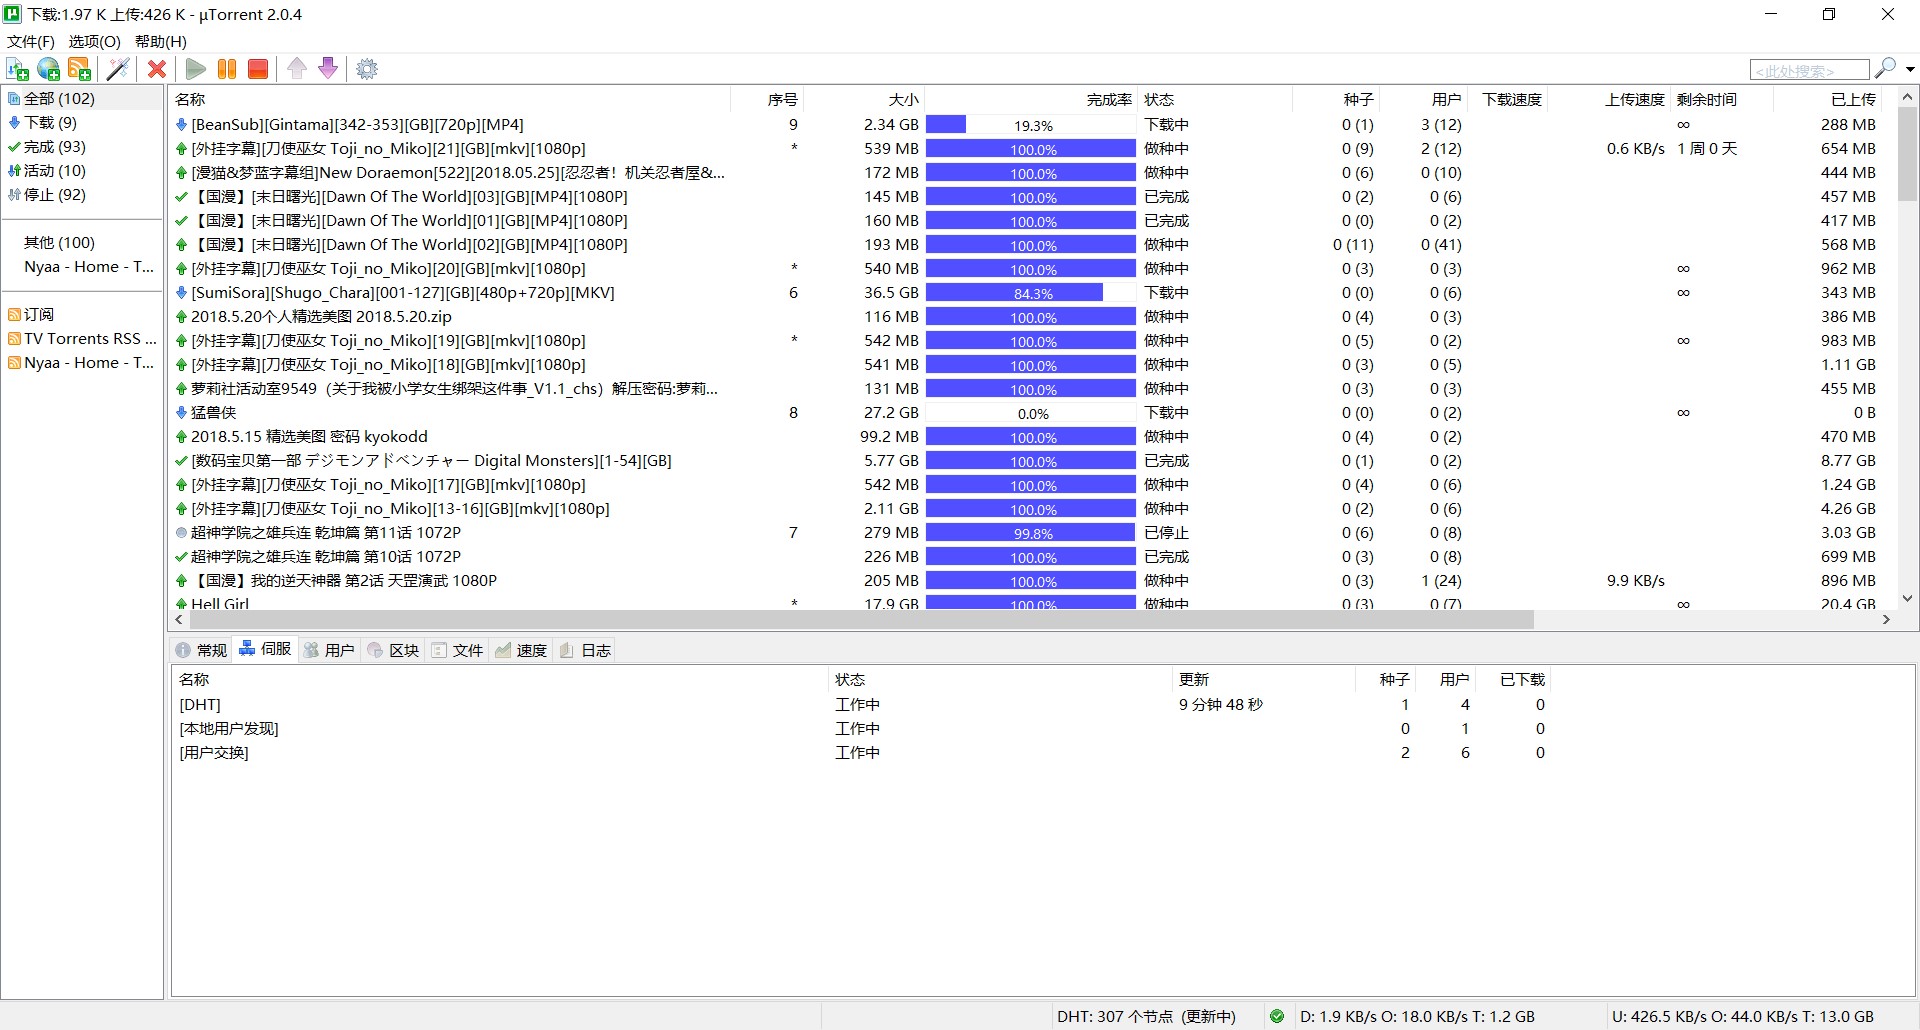 下载:1.97 K 上传:426 K - µTorrent 2.0.4
文件(F) 选项(O) 帮助(H)
<此处搜索>
全部 (102)
下载 (9)
完成 (93)
活动 (10)
停止 (92)
其他 (100)
Nyaa - Home - T...
订阅
TV Torrents RSS ...
Nyaa - Home - T...
名称 序号 大小 完成率 状态 种子 用户 下载速度 上传速度 剩余时间 已上传
[BeanSub][Gintama][342-353][GB][720p][MP4] 9 2.34 GB 19.3% 下载中 0 (1) 3 (12) ∞ 288 MB
[外挂字幕][刀使巫女 Toji_no_Miko][21][GB][mkv][1080p] * 539 MB 100.0% 做种中 0 (9) 2 (12) 0.6 KB/s 1 周 0 天 654 MB
[漫猫&梦蓝字幕组]New Doraemon[522][2018.05.25][忍忍者！机关忍者屋&... 172 MB 100.0% 做种中 0 (6) 0 (10) 444 MB
【国漫】[末日曙光][Dawn Of The World][03][GB][MP4][1080P] 145 MB 100.0% 已完成 0 (2) 0 (6) 457 MB
【国漫】[末日曙光][Dawn Of The World][01][GB][MP4][1080P] 160 MB 100.0% 已完成 0 (0) 0 (2) 417 MB
【国漫】[末日曙光][Dawn Of The World][02][GB][MP4][1080P] 193 MB 100.0% 做种中 0 (11) 0 (41) 568 MB
[外挂字幕][刀使巫女 Toji_no_Miko][20][GB][mkv][1080p] * 540 MB 100.0% 做种中 0 (3) 0 (3) ∞ 962 MB
[SumiSora][Shugo_Chara][001-127][GB][480p+720p][MKV] 6 36.5 GB 84.3% 下载中 0 (0) 0 (6) ∞ 343 MB
2018.5.20个人精选美图 2018.5.20.zip 116 MB 100.0% 做种中 0 (4) 0 (3) 386 MB
[外挂字幕][刀使巫女 Toji_no_Miko][19][GB][mkv][1080p] * 542 MB 100.0% 做种中 0 (5) 0 (2) ∞ 983 MB
[外挂字幕][刀使巫女 Toji_no_Miko][18][GB][mkv][1080p] 541 MB 100.0% 做种中 0 (3) 0 (5) 1.11 GB
萝莉社活动室9549（关于我被小学女生绑架这件事_V1.1_chs）解压密码:萝莉... 131 MB 100.0% 做种中 0 (3) 0 (3) 455 MB
猛兽侠 8 27.2 GB 0.0% 下载中 0 (0) 0 (2) ∞ 0 B
2018.5.15 精选美图 密码 kyokodd 99.2 MB 100.0% 做种中 0 (4) 0 (2) 470 MB
[数码宝贝第一部 デジモンアドベンチャー Digital Monsters][1-54][GB] 5.77 GB 100.0% 已完成 0 (1) 0 (2) 8.77 GB
[外挂字幕][刀使巫女 Toji_no_Miko][17][GB][mkv][1080p] 542 MB 100.0% 做种中 0 (4) 0 (6) 1.24 GB
[外挂字幕][刀使巫女 Toji_no_Miko][13-16][GB][mkv][1080p] 2.11 GB 100.0% 做种中 0 (2) 0 (6) 4.26 GB
超神学院之雄兵连 乾坤篇 第11话 1072P 7 279 MB 99.8% 已停止 0 (6) 0 (8) 3.03 GB
超神学院之雄兵连 乾坤篇 第10话 1072P 226 MB 100.0% 已完成 0 (3) 0 (8) 699 MB
【国漫】我的逆天神器 第2话 天罡演武 1080P 205 MB 100.0% 做种中 0 (3) 1 (24) 9.9 KB/s 896 MB
Hell Girl * 17.9 GB 100.0% 做种中 0 (3) 0 (7) ∞ 20.4 GB
常规 伺服 用户 区块 文件 速度 日志
名称 状态 更新 种子 用户 已下载
[DHT] 工作中 9 分钟 48 秒 1 4 0
[本地用户发现] 工作中 0 1 0
[用户交换] 工作中 2 6 0
DHT: 307 个节点 (更新中) D: 1.9 KB/s O: 18.0 KB/s T: 1.2 GB U: 426.5 KB/s O: 44.0 KB/s T: 13.0 GB